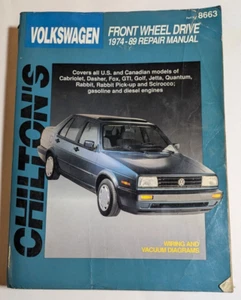 8663
VOLKSWAGEN
FRONT WHEEL DRIVE
1974-89 REPAIR MANUAL
Covers all U.S. and Canadian models of
Cabriolet, Dasher, Fox, GTI, Golf, Jetta, Quantum,
Rabbit, Rabbit Pick-up and Scirocco;
gasoline and diesel engines
CHILTON'S
WIRING AND
VACUUM DIAGRAMS